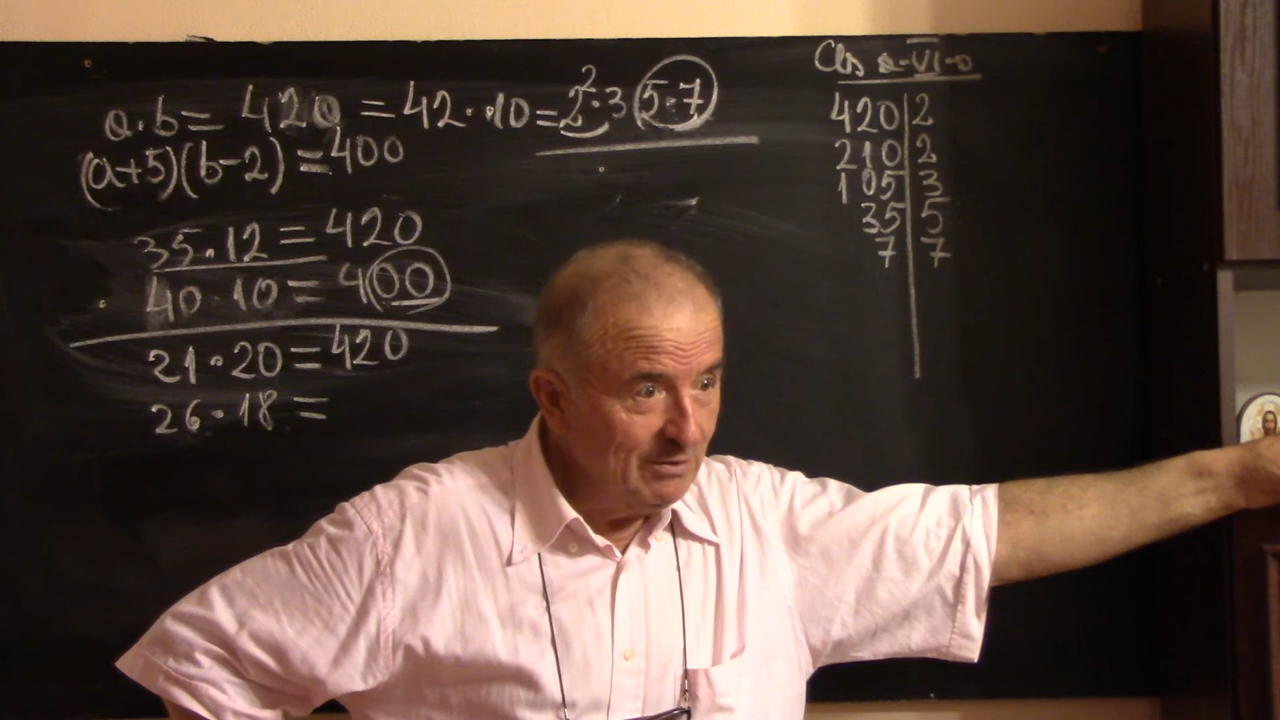 a·b= 420 = 42·10 = 2²·3 5·7
(a+5)(b-2) = 400
35·12 = 420
40·10 = 400
21·20 = 420
26·18 =
Cls a-VI-a
420 | 2
210 | 2
105 | 3
35 | 5
7 | 7